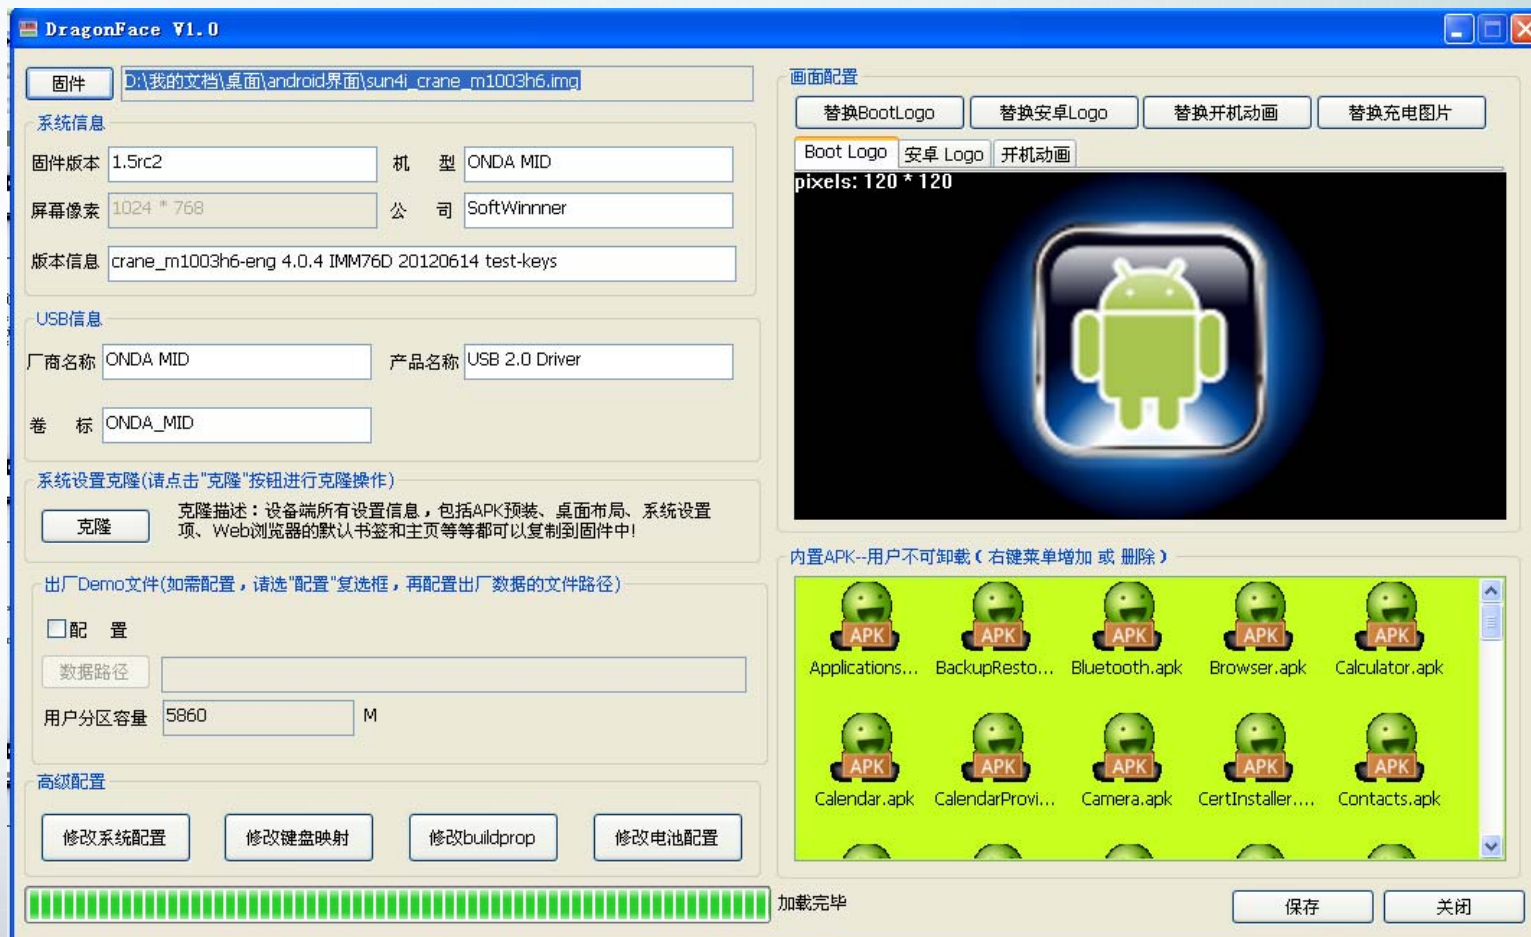 DragonFace V1.0
固件 D:\我的文档\桌面\android界面\sun4i_crane_m1003h6.img
系统信息
固件版本 1.5rc2 机 型 ONDA MID
屏幕像素 1024 * 768 公 司 SoftWinnner
版本信息 crane_m1003h6-eng 4.0.4 IMM76D 20120614 test-keys
USB信息
厂商名称 ONDA MID 产品名称 USB 2.0 Driver
卷 标 ONDA_MID
系统设置克隆(请点击"克隆"按钮进行克隆操作)
克隆
克隆描述：设备端所有设置信息，包括APK预装、桌面布局、系统设置
项、Web浏览器的默认书签和主页等等都可以复制到固件中!
出厂Demo文件(如需配置，请选"配置"复选框，再配置出厂数据的文件路径)
配 置
数据路径
用户分区容量 5860 M
高级配置
修改系统配置 修改键盘映射 修改buildprop 修改电池配置
画面配置
替换BootLogo 替换安卓Logo 替换开机动画 替换充电图片
Boot Logo 安卓 Logo 开机动画
pixels: 120 * 120
内置APK--用户不可卸载（右键菜单增加 或 删除）
APK APK APK APK APK
Applications... BackupResto... Bluetooth.apk Browser.apk Calculator.apk
APK APK APK APK APK
Calendar.apk CalendarProvi... Camera.apk CertInstaller.... Contacts.apk
加载完毕 保存 关闭